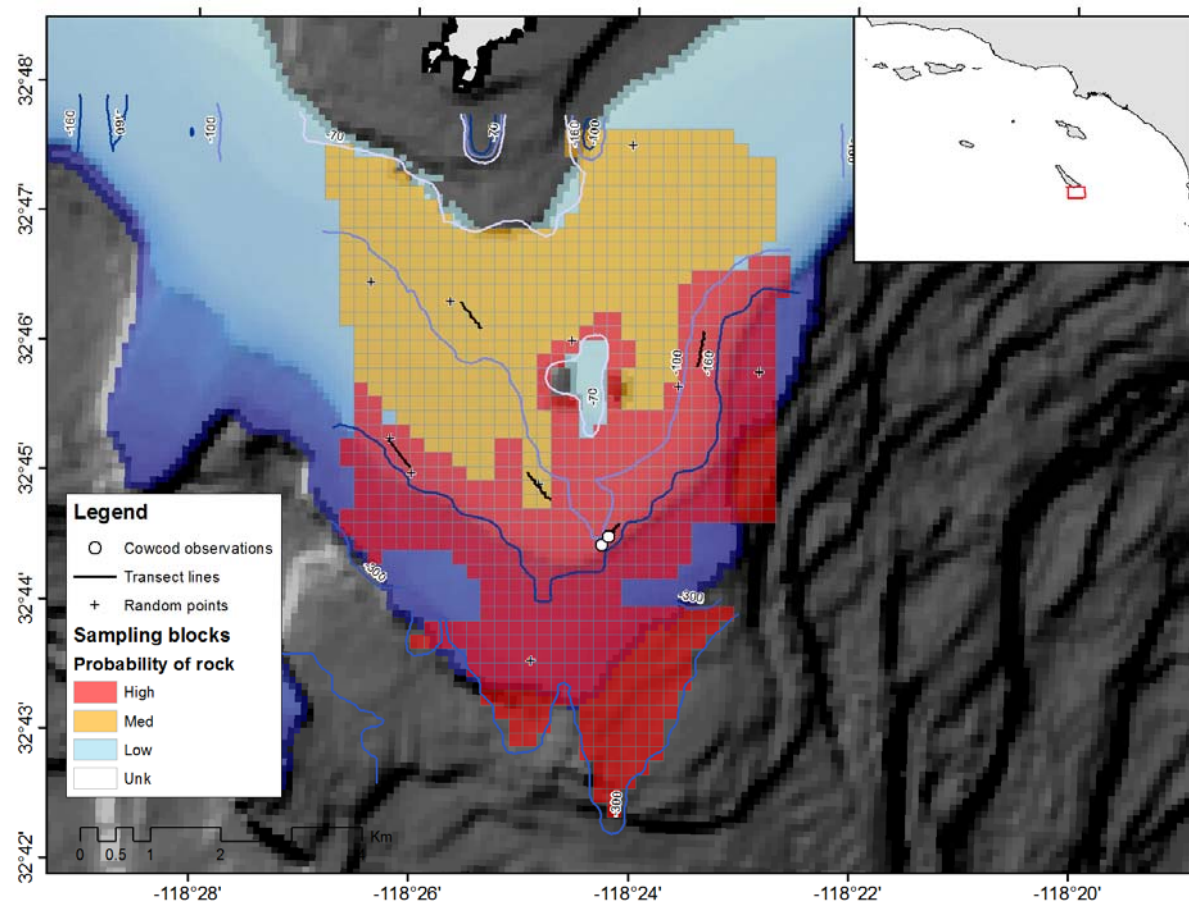 32°48'
32°47'
32°46'
32°45'
32°44'
32°43'
32°42'
-160
-160
-100
-70
-70
-160
-100
-100
-160
-70
-300
-300
-300
Legend
Cowcod observations
Transect lines
Random points
Sampling blocks
Probability of rock
High
Med
Low
Unk
Km
0 0.5 1 2
-118°28'
-118°26'
-118°24'
-118°22'
-118°20'